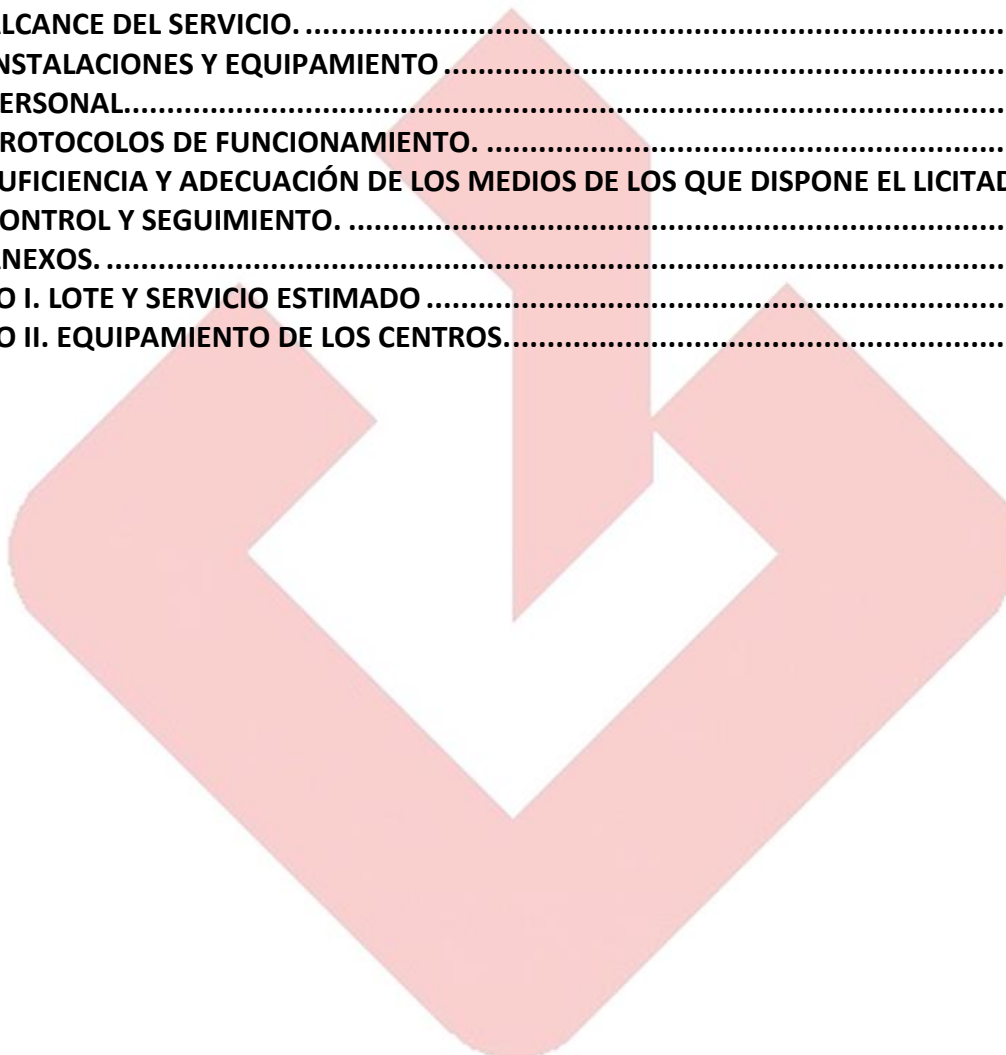 LCANCE DEL SERVICIO. ........................................................................................
NSTALACIONES Y EQUIPAMIENTO ........................................................................
ERSONAL...............................................................................................................
ROTOCOLOS DE FUNCIONAMIENTO. .................................................................
UFICIENCIA Y ADECUACIÓN DE LOS MEDIOS DE LOS QUE DISPONE EL LICITAD
ONTROL Y SEGUIMIENTO. ..................................................................................
NEXOS. .................................................................................................................
O I. LOTE Y SERVICIO ESTIMADO .........................................................................
O II. EQUIPAMIENTO DE LOS CENTROS...............................................................